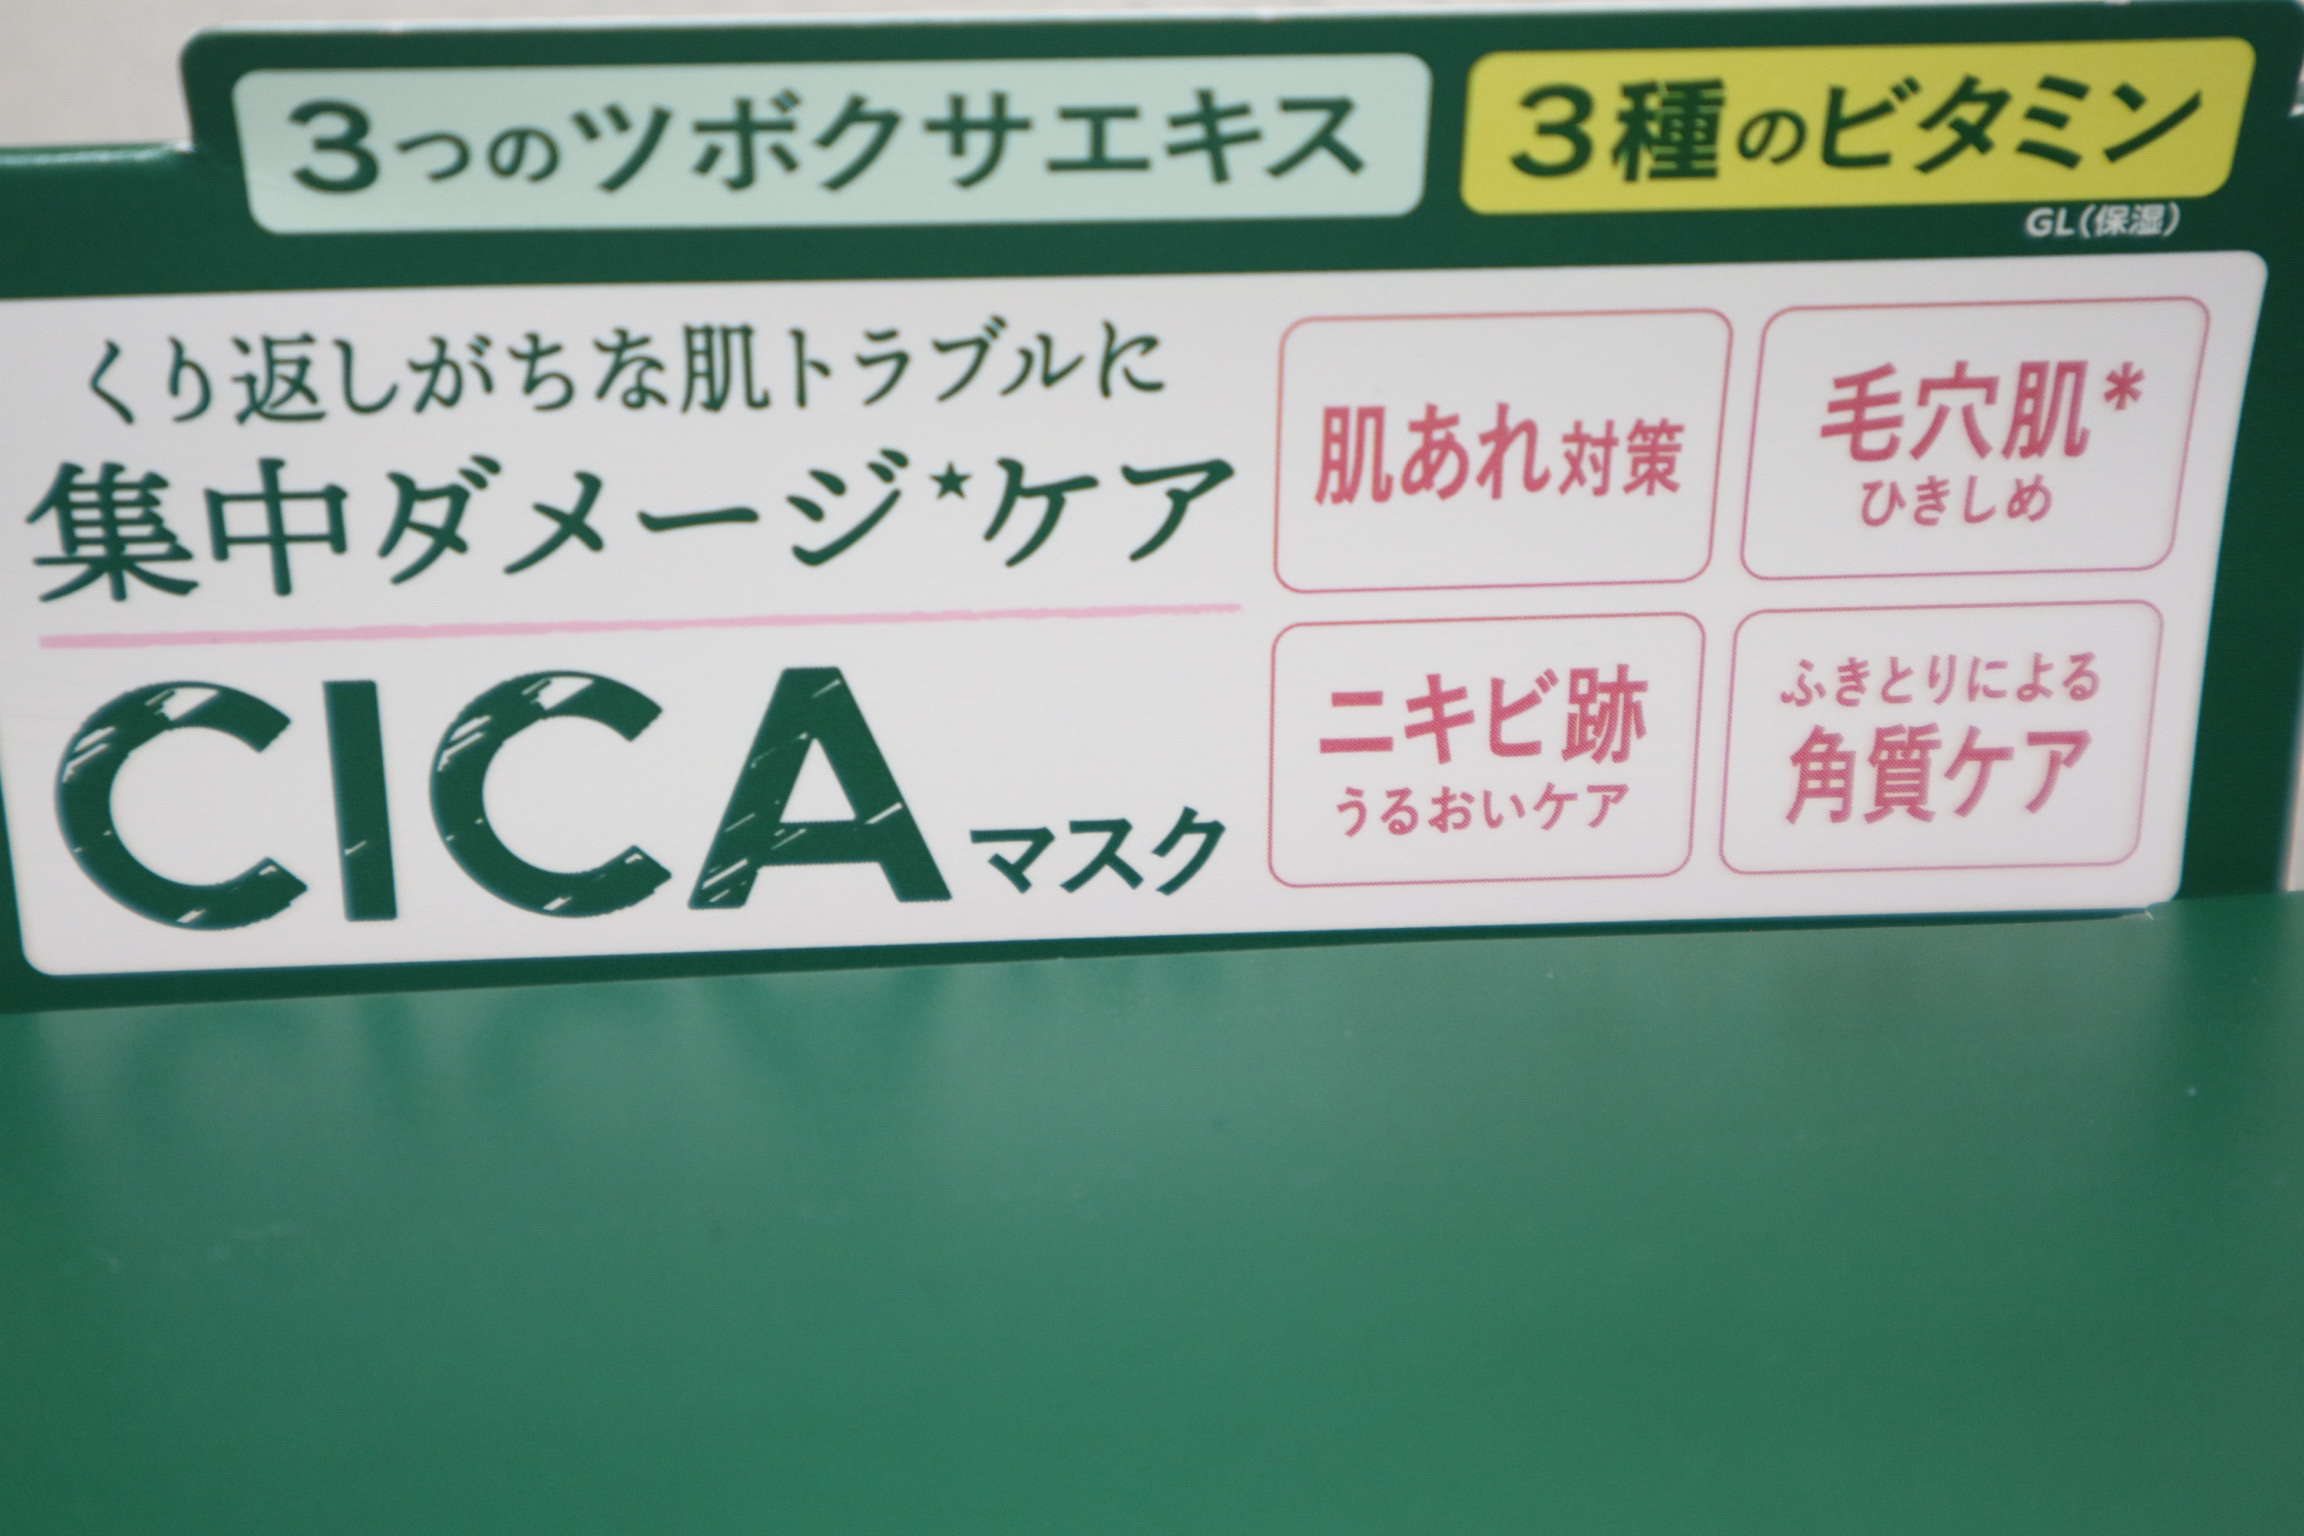 3つのツボクサエキス
3種のビタミン
GL(保湿)
くり返しがちな肌トラブルに
集中ダメージ★ケア
CICAマスク
肌あれ対策
毛穴肌*
ひきしめ
ニキビ跡
うるおいケア
ふきとりによる
角質ケア